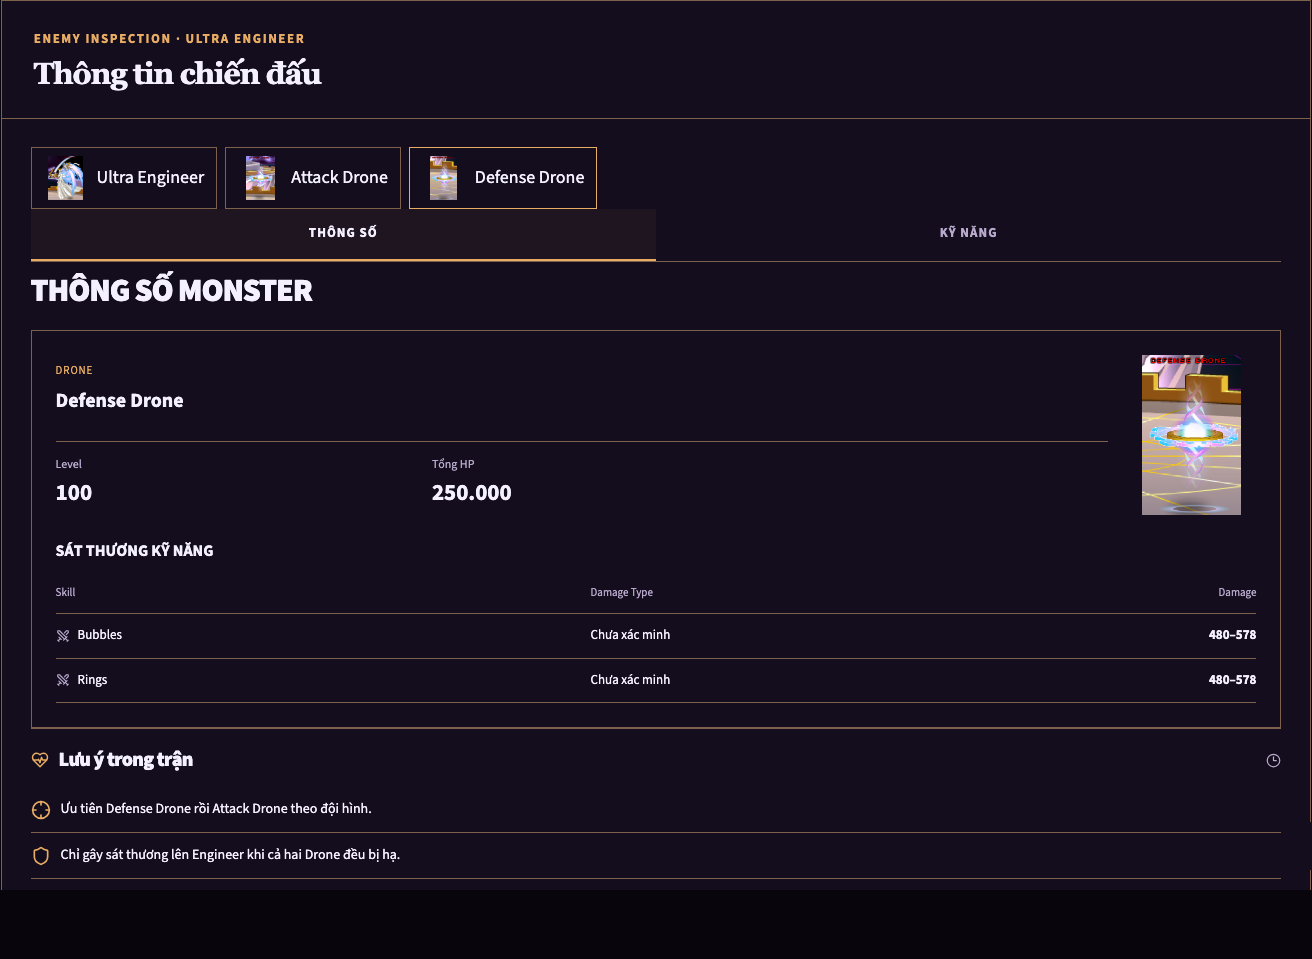 ENEMY INSPECTION · ULTRA ENGINEER
Thông tin chiến đấu
Ultra Engineer
Attack Drone
Defense Drone
THÔNG SỐ
KỸ NĂNG
THÔNG SỐ MONSTER
DRONE
Defense Drone
DEFENSE DRONE
Level
Tổng HP
100
250.000
SÁT THƯƠNG KỸ NĂNG
Skill
Damage Type
Damage
Bubbles
Chưa xác minh
480–578
Rings
Chưa xác minh
480–578
Lưu ý trong trận
Ưu tiên Defense Drone rồi Attack Drone theo đội hình.
Chỉ gây sát thương lên Engineer khi cả hai Drone đều bị hạ.